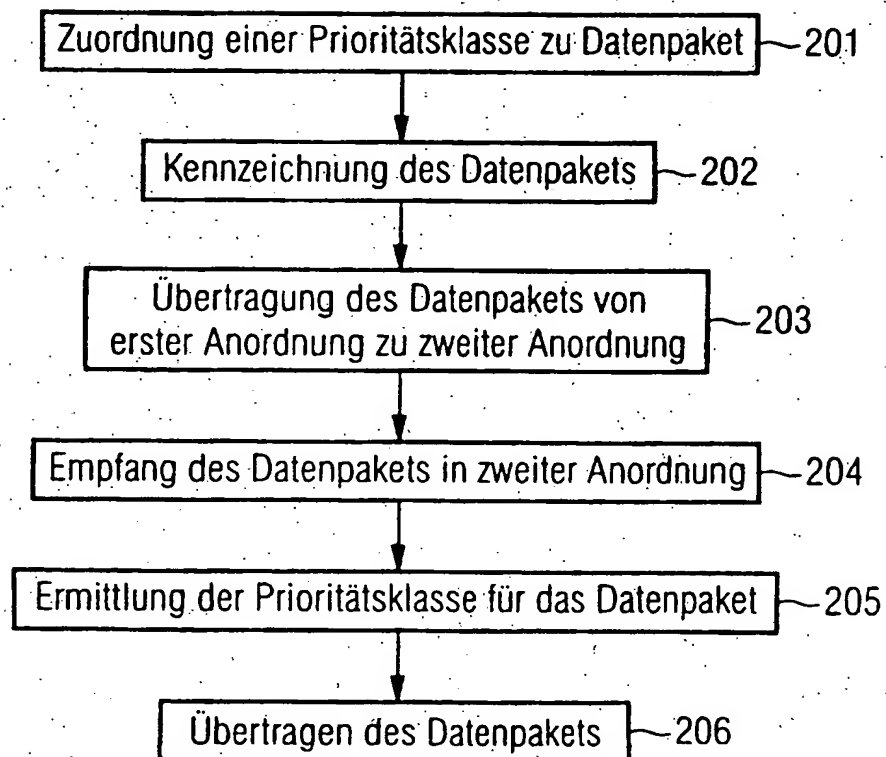 Zuordnung einer Prioritätsklasse zu Datenpaket 201
Kennzeichnung des Datenpakets 202
Übertragung des Datenpakets von
erster Anordnung zu zweiter Anordnung 203
Empfang des Datenpakets in zweiter Anordnung 204
Ermittlung der Prioritätsklasse für das Datenpaket 205
Übertragen des Datenpakets 206